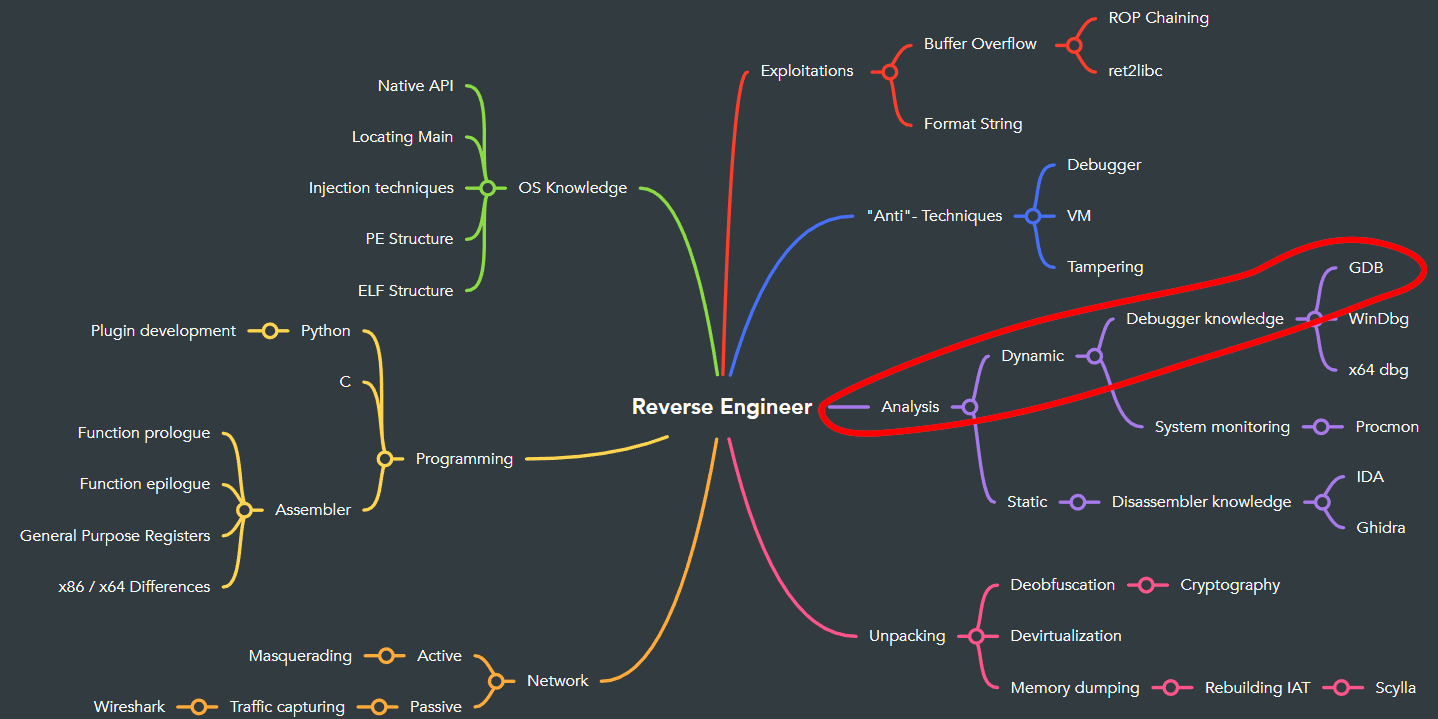 ROP Chaining
Buffer Overflow
Exploitations
ret2libc
Format String
Native API
Locating Main
Injection techniques
OS Knowledge
PE Structure
ELF Structure
Debugger
"Anti"- Techniques
VM
Tampering
GDB
Debugger knowledge
WinDbg
Dynamic
x64 dbg
Reverse Engineer
Analysis
System monitoring
Procmon
Static
Disassembler knowledge
IDA
Ghidra
Plugin development
Python
C
Function prologue
Programming
Function epilogue
Assembler
General Purpose Registers
x86 / x64 Differences
Deobfuscation
Cryptography
Unpacking
Devirtualization
Memory dumping
Rebuilding IAT
Scylla
Masquerading
Active
Network
Wireshark
Traffic capturing
Passive